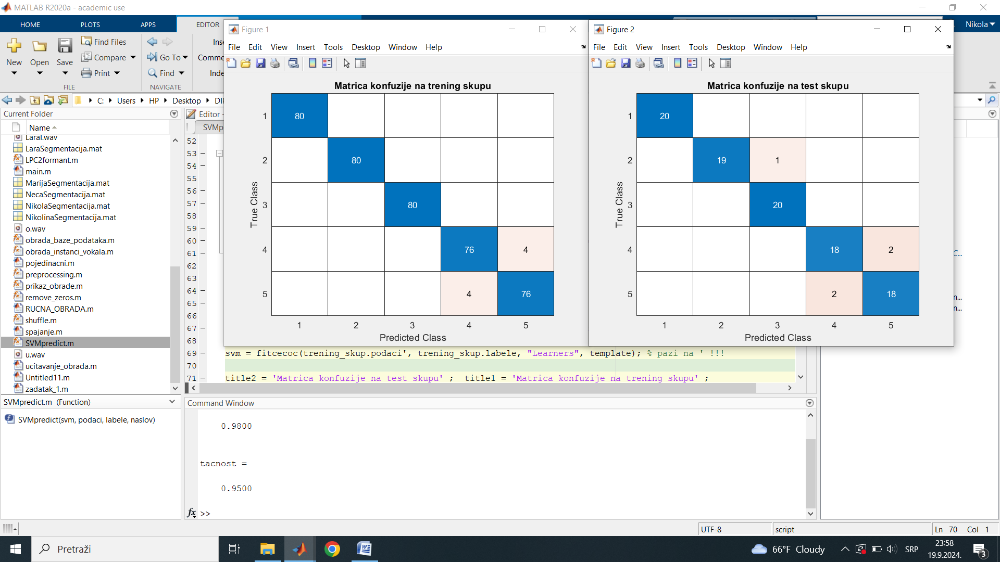 MATLAB R2020a - academic use
HOME
PLOTS
APPS
EDITOR
Nikola
New
Open
Save
Find Files
Compare
Print
FILE
Go To
Find
NAVIGATE
C:
Users
HP
Desktop
Current Folder
Name
LaraSegmentacija.mat
LPC2formant.m
main.m
MarijaSegmentacija.mat
NecaSegmentacija.mat
NikolaSegmentacija.mat
NikolinaSegmentacija.mat
o.wav
obrada_baze_podataka.m
obrada_instanci_vokala.m
pojedinacni.m
preprocessing.m
prikaz_obrade.m
remove_zeros.m
RUCNA_OBRADA.m
shuffle.m
spajanje.m
SVMpredict.m
u.wav
ucitavanje_obrada.m
Untitled11.m
zadatak_1.m
SVMpredict.m (Function)
SVMpredict(svm, podaci, labele, naslov)
Editor -
52
53 –
54 –
55
56 –
57 –
58
59 –
60 –
61 –
62
63
64 –
65 –
66
67 –
68
69 – svm = fitcecoc(trening_skup.podaci', trening_skup.labele, "Learners", template); % pazi na ' !!!
70
71 – title2 = 'Matrica konfuzije na test skupu' ; title1 = 'Matrica konfuzije na trening skupu' ;
Figure 1
File Edit View Insert Tools Desktop Window Help
Matrica konfuzije na trening skupu
True Class
1 80
2 80
3 80
4 76 4
5 4 76
1 2 3 4 5
Predicted Class
Figure 2
File Edit View Insert Tools Desktop Window Help
Matrica konfuzije na test skupu
True Class
1 20
2 19 1
3 20
4 18 2
5 2 18
1 2 3 4 5
Predicted Class
Command Window
0.9800
tacnost =
0.9500
fx >>
UTF-8
script
Ln 70 Col 1
Pretraži
66°F Cloudy
SRP
23:58
19.9.2024.
3